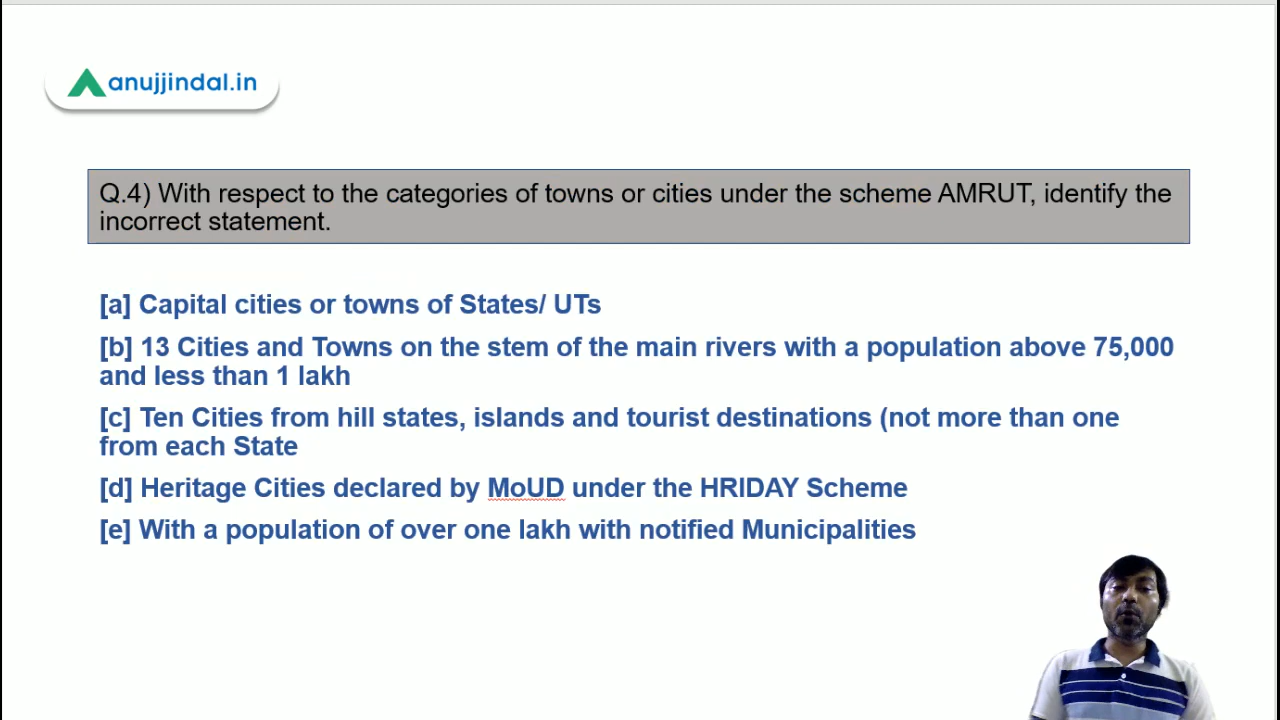 anujjindal.in
Q.4) With respect to the categories of towns or cities under the scheme AMRUT, identify the
incorrect statement.
[a] Capital cities or towns of States/ UTs
[b] 13 Cities and Towns on the stem of the main rivers with a population above 75,000
and less than 1 lakh
[c] Ten Cities from hill states, islands and tourist destinations (not more than one
from each State
[d] Heritage Cities declared by MoUD under the HRIDAY Scheme
[e] With a population of over one lakh with notified Municipalities